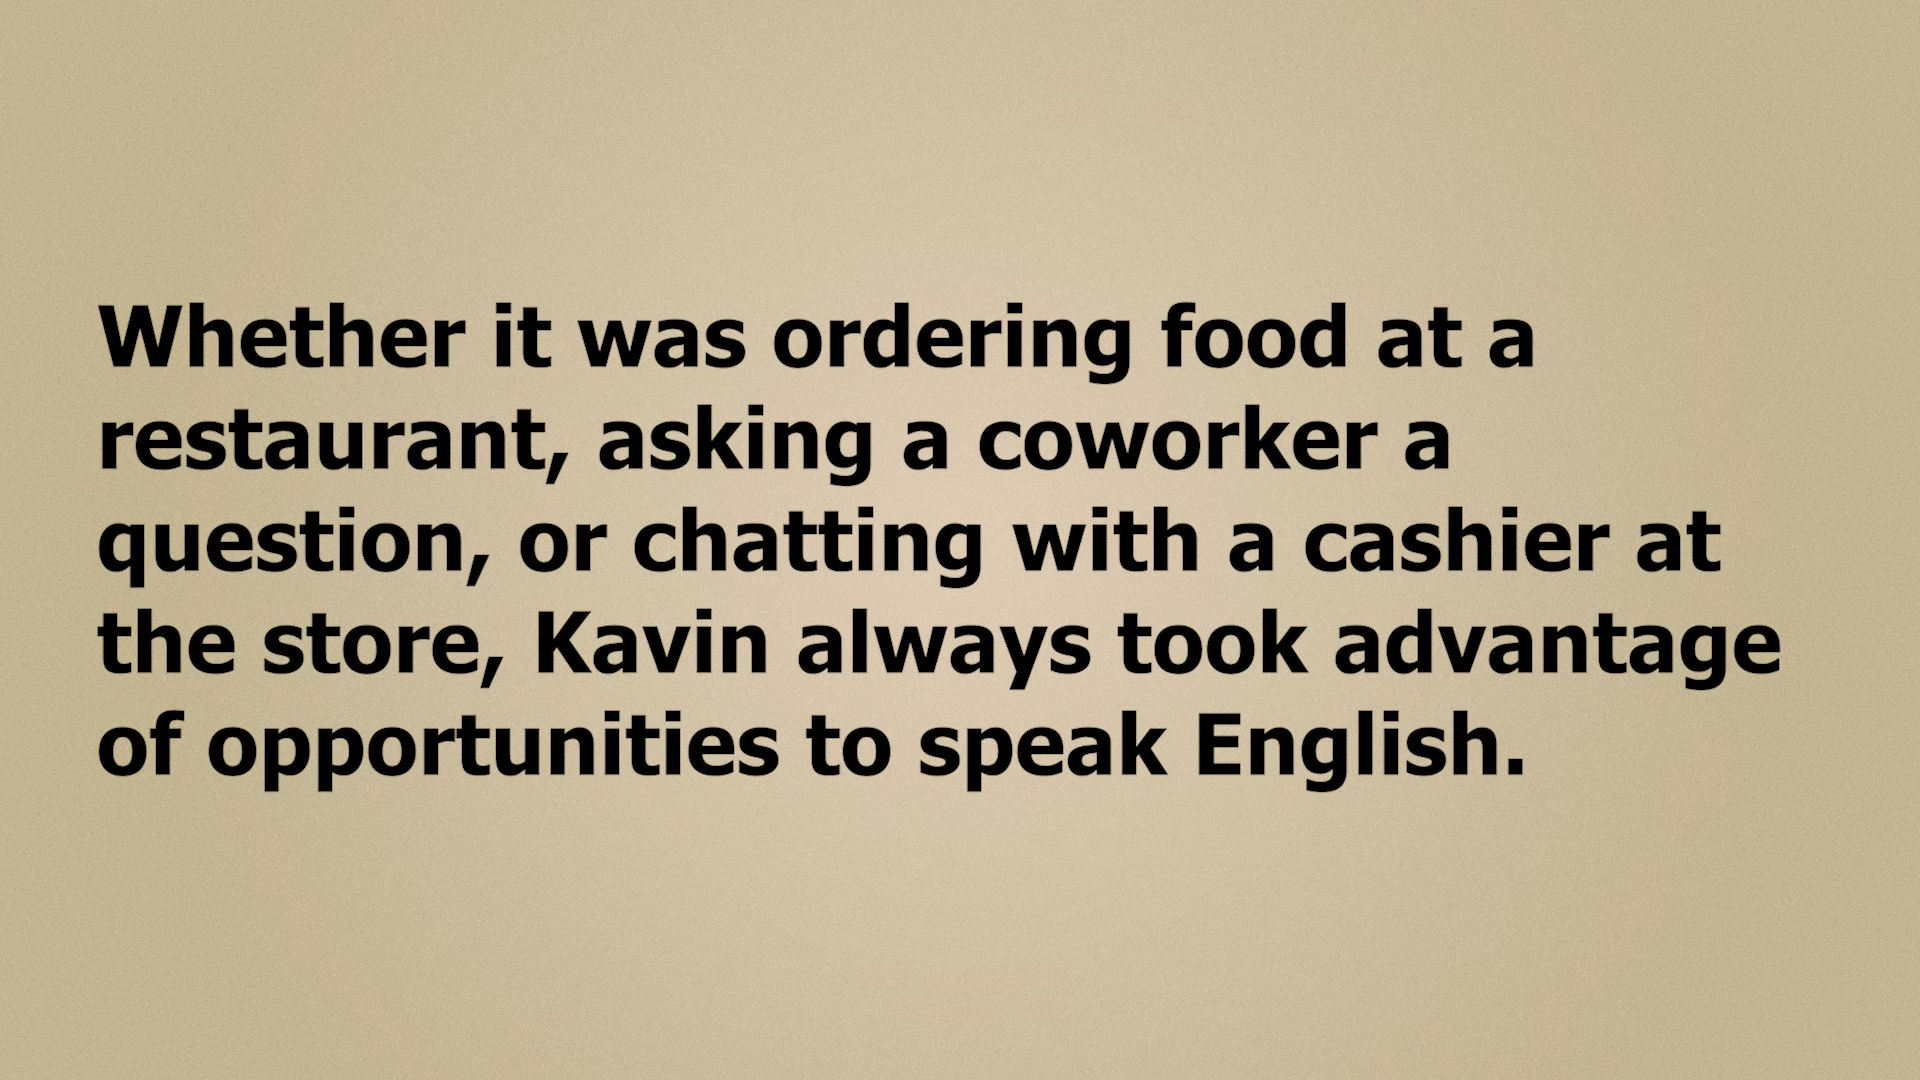 Whether it was ordering food at a
restaurant, asking a coworker a
question, or chatting with a cashier at
the store, Kavin always took advantage
of opportunities to speak English.